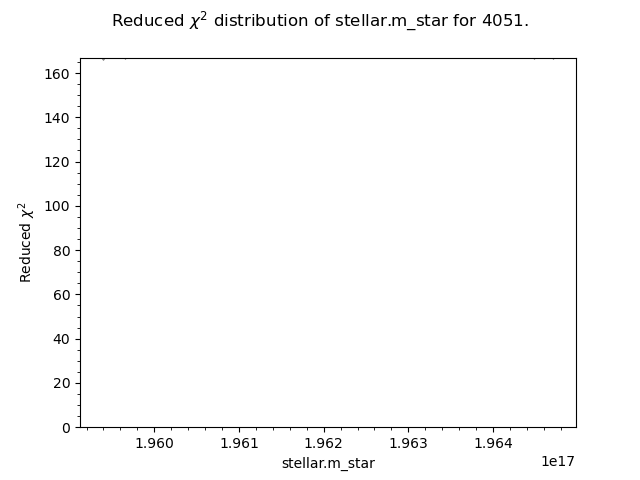 Reduced χ² distribution of stellar.m_star for 4051.
160
140
120
100
80
60
40
20
0
Reduced χ²
1.960 1.961 1.962 1.963 1.964
1e17
stellar.m_star